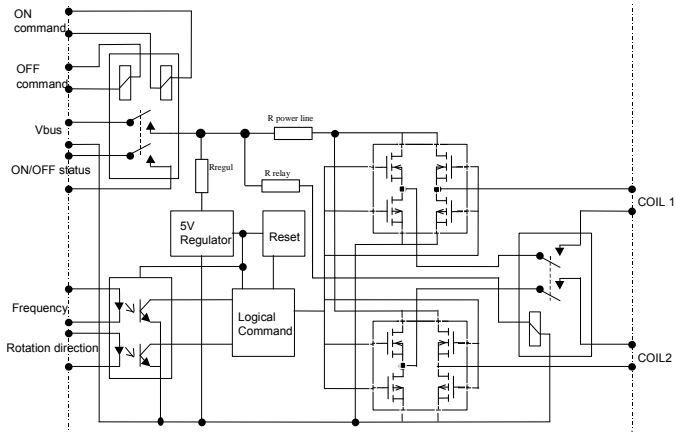 ON
command
OFF
command
Vbus
ON/OFF status
R power line
Rregul
R relay
5V
Regulator
Reset
COIL 1
Frequency
Logical
Command
Rotation direction
COIL2